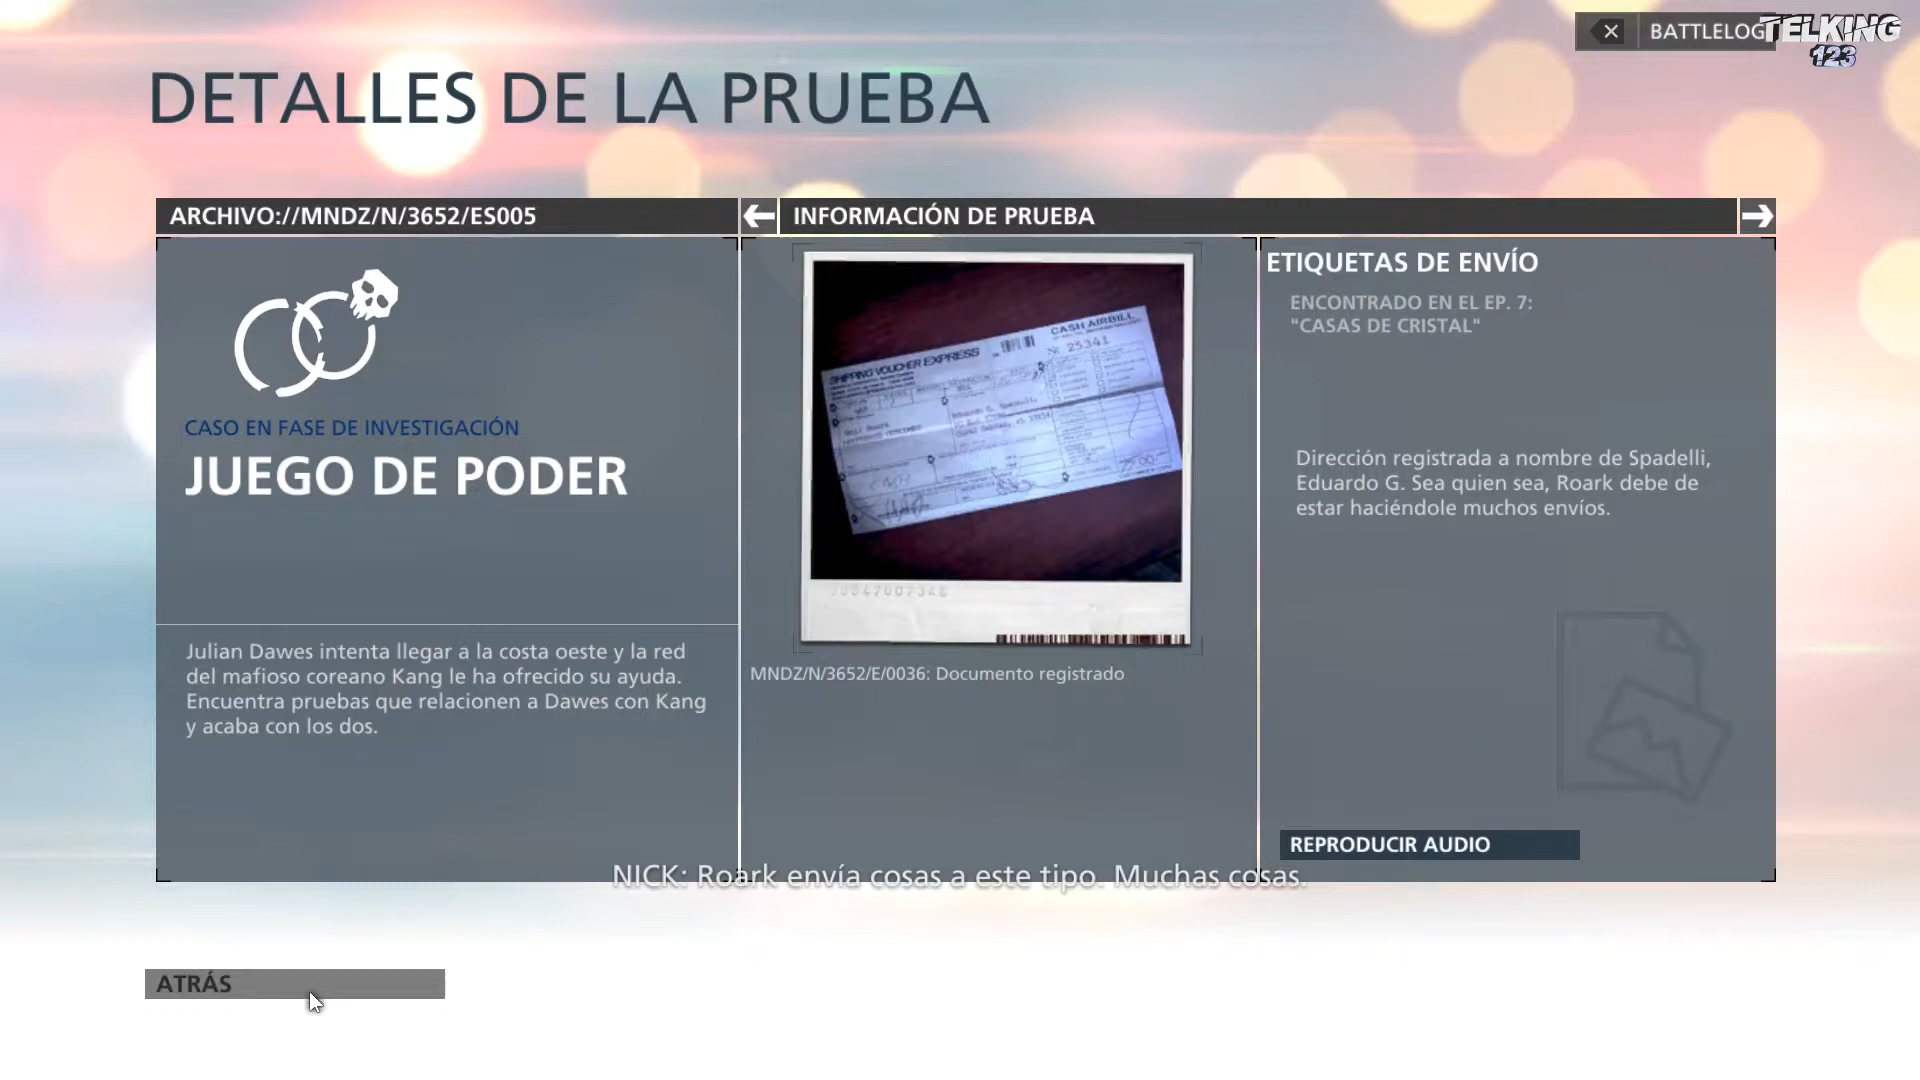 BATTLELOG
TELKING
123
DETALLES DE LA PRUEBA
ARCHIVO://MNDZ/N/3652/ES005
INFORMACIÓN DE PRUEBA
CASO EN FASE DE INVESTIGACIÓN
JUEGO DE PODER
Julian Dawes intenta llegar a la costa oeste y la red
del mafioso coreano Kang le ha ofrecido su ayuda.
Encuentra pruebas que relacionen a Dawes con Kang
y acaba con los dos.
CASH AIRBILL
25341
SHIPPING VOUCHER EXPRESS
MNDZ/N/3652/E/0036: Documento registrado
ETIQUETAS DE ENVÍO
ENCONTRADO EN EL EP. 7:
"CASAS DE CRISTAL"
Dirección registrada a nombre de Spadelli,
Eduardo G. Sea quien sea, Roark debe de
estar haciéndole muchos envíos.
REPRODUCIR AUDIO
NICK: Roark envía cosas a este tipo. Muchas cosas.
ATRÁS